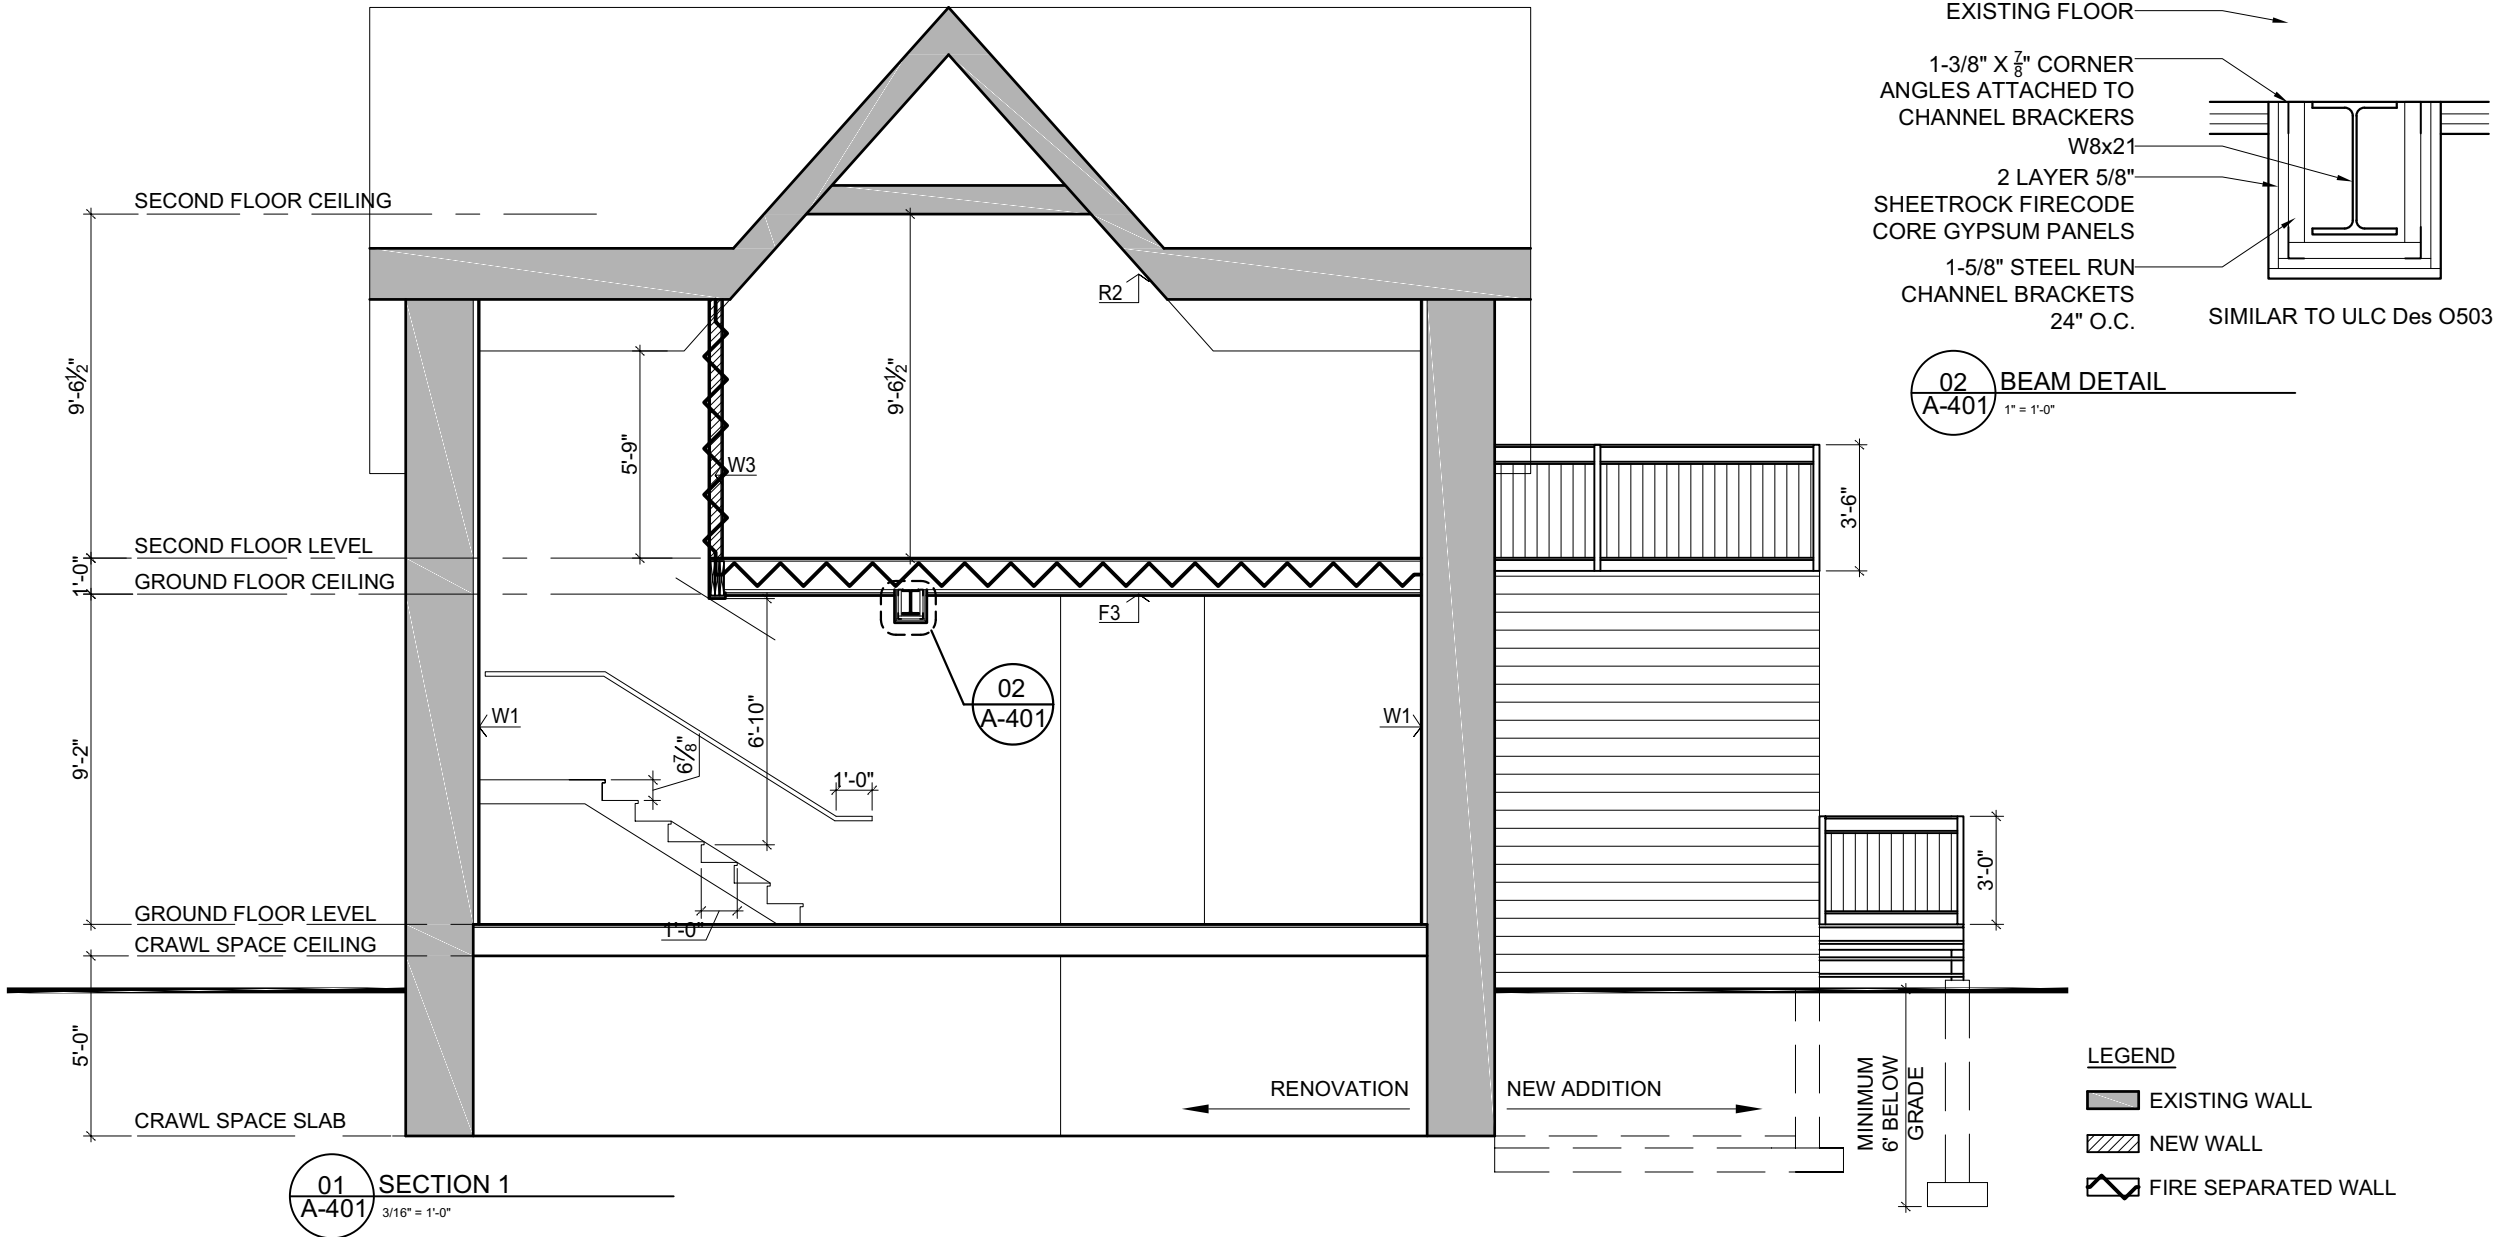 SECOND FLOOR CEILING
9'-6½"
SECOND FLOOR LEVEL
1'-0"
GROUND FLOOR CEILING
9'-2"
GROUND FLOOR LEVEL
CRAWL SPACE CEILING
5'-0"
CRAWL SPACE SLAB
5'-9"
W3
9'-6½"
R2
F3
02
A-401
W1
6⅞"
6'-10"
1'-0"
1'-0"
W1
3'-6"
3'-0"
RENOVATION
NEW ADDITION
MINIMUM
6' BELOW
GRADE
01
A-401
SECTION 1
3/16" = 1'-0"
EXISTING FLOOR
1-3/8" X ⅞" CORNER
ANGLES ATTACHED TO
CHANNEL BRACKERS
W8x21
2 LAYER 5/8"
SHEETROCK FIRECODE
CORE GYPSUM PANELS
1-5/8" STEEL RUN
CHANNEL BRACKETS
24" O.C.
SIMILAR TO ULC Des O503
02
A-401
BEAM DETAIL
1" = 1'-0"
LEGEND
EXISTING WALL
NEW WALL
FIRE SEPARATED WALL